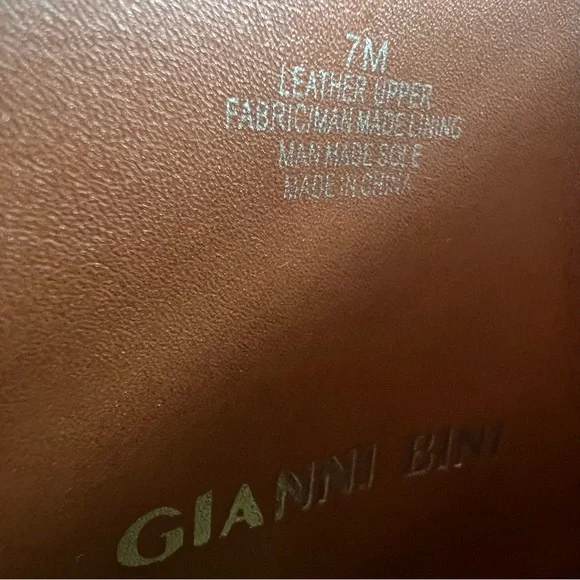 7M
LEATHER UPPER
FABRIC/MAN MADE LINING
MAN MADE SOLE
MADE IN CHINA
GIANNI BINI